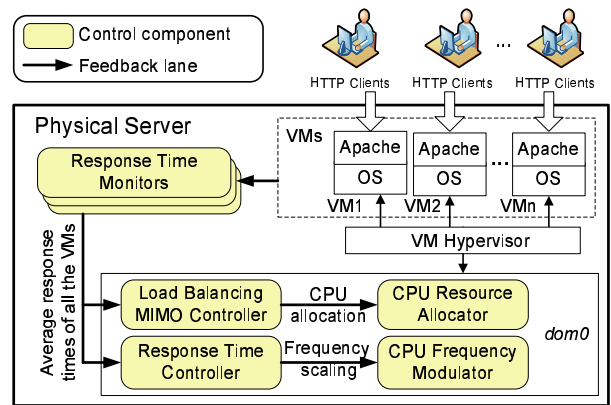 Control component
Feedback lane
...
HTTP Clients
HTTP Clients
HTTP Clients
Physical Server
VMs
Apache
OS
VM1
Apache
OS
VM2
...
Apache
OS
VMn
Response Time
Monitors
VM Hypervisor
Average response
times of all the VMs
Load Balancing
MIMO Controller
CPU
allocation
CPU Resource
Allocator
Response Time
Controller
Frequency
scaling
CPU Frequency
Modulator
dom0